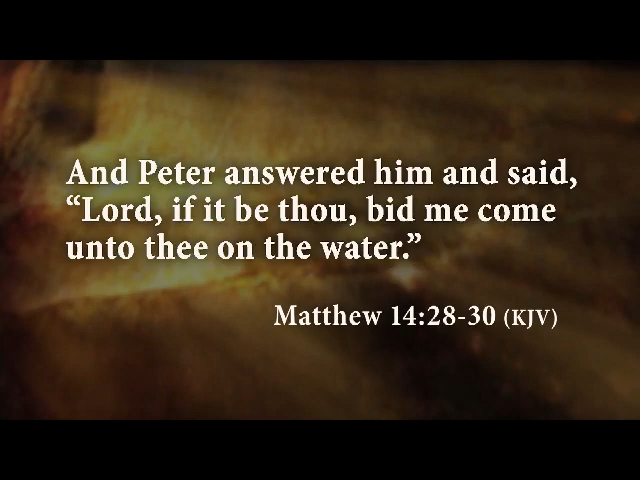 And Peter answered him and said,
“Lord, if it be thou, bid me come
unto thee on the water.”
Matthew 14:28-30 (KJV)